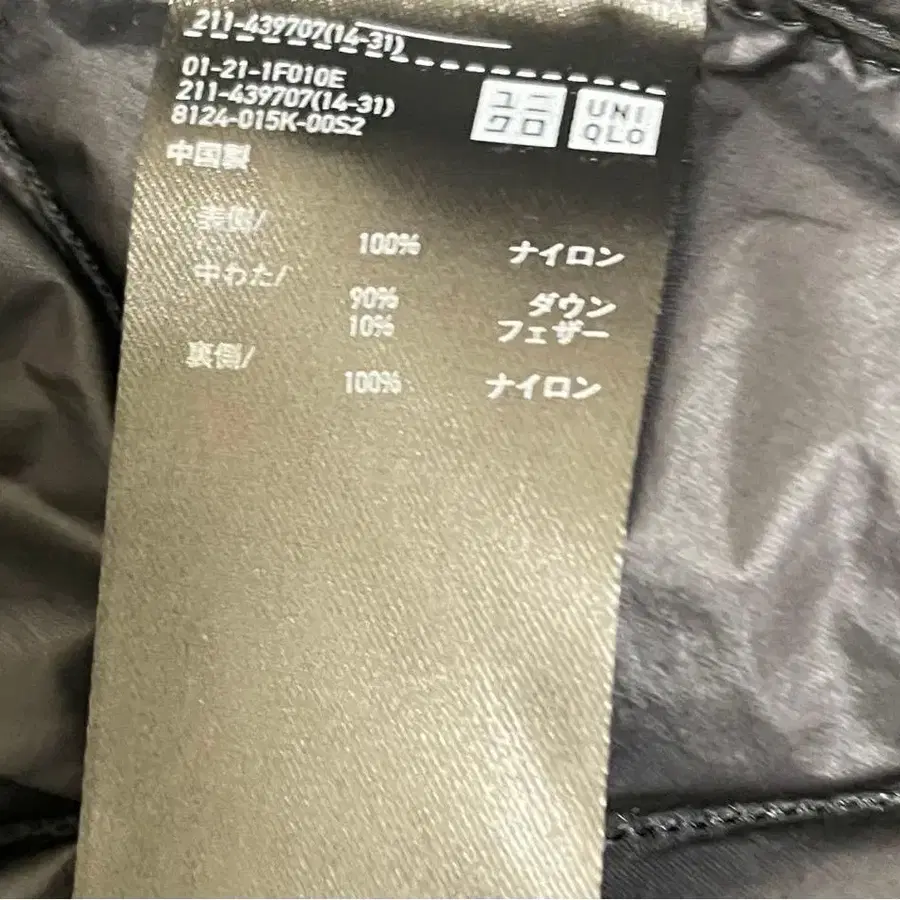 211-439707(14-31)
01-21-1F010E
211-439707(14-31)
8124-015K-00S2
ユニ
クロ
UNI
QLO
中国製
表側/
100% ナイロン
中わた/
90% ダウン
10% フェザー
裏側/
100% ナイロン